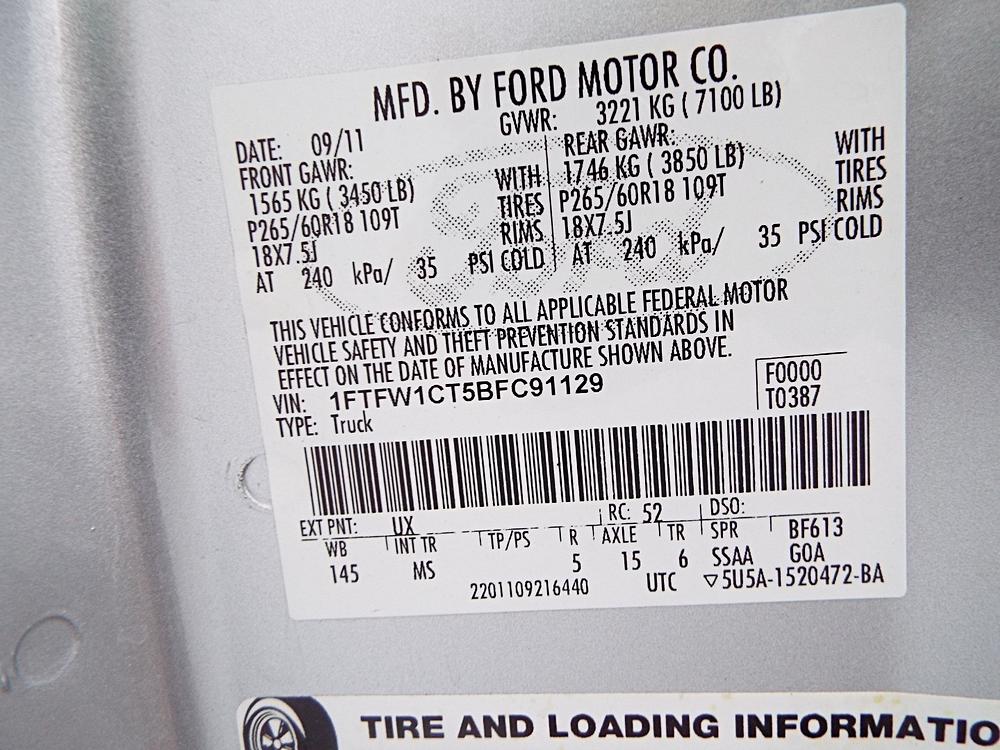 MFD. BY FORD MOTOR CO.
DATE: 09/11 GVWR: 3221 KG ( 7100 LB)
FRONT GAWR: REAR GAWR:
1565 KG ( 3450 LB) WITH 1746 KG ( 3850 LB) WITH
P265/60R18 109T TIRES P265/60R18 109T TIRES
18X7.5J RIMS 18X7.5J RIMS
AT 240 kPa/ 35 PSI COLD AT 240 kPa/ 35 PSI COLD
THIS VEHICLE CONFORMS TO ALL APPLICABLE FEDERAL MOTOR
VEHICLE SAFETY AND THEFT PREVENTION STANDARDS IN
EFFECT ON THE DATE OF MANUFACTURE SHOWN ABOVE.
VIN: 1FTFW1CT5BFC91129 F0000
TYPE: Truck T0387
EXT PNT: UX RC: 52 DSO:
WB INT TR TP/PS R AXLE TR SPR BF613
145 MS 5 15 6 SSAA GOA
2201109216440 UTC ▽5U5A-1520472-BA
TIRE AND LOADING INFORMATIO